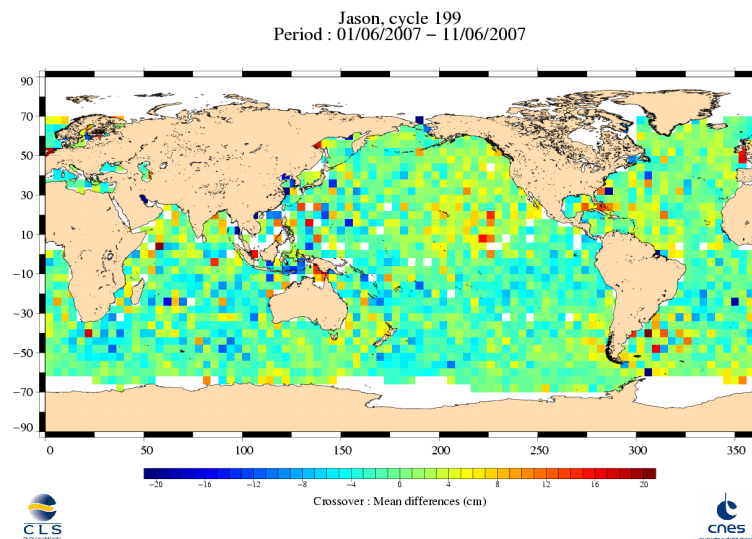 Jason, cycle 199
Period : 01/06/2007 − 11/06/2007
90
70
50
30
10
−10
−30
−50
−70
−90
0 50 100 150 200 250 300 350
−20 −16 −12 −8 −4 0 4 8 12 16 20
Crossover : Mean differences (cm)
CLS
cnes